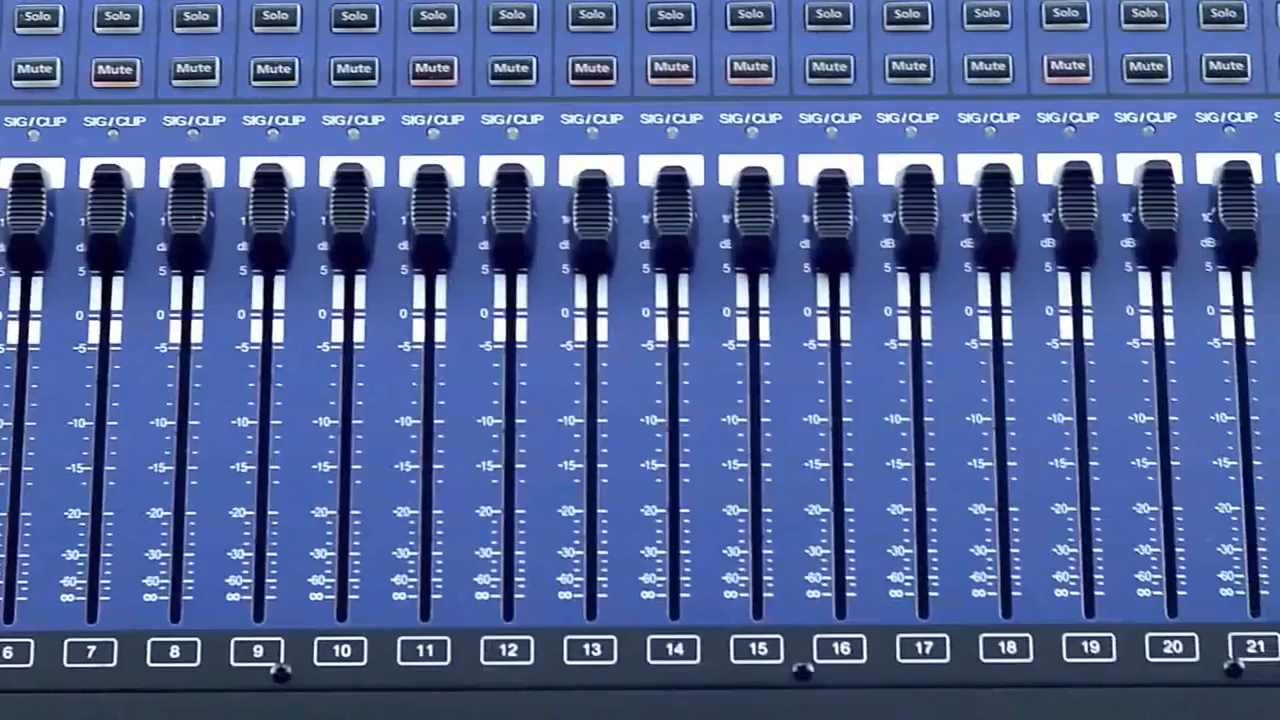 Solo Solo Solo Solo Solo Solo Solo Solo Solo Solo Solo Solo Solo Solo Solo Solo
Mute Mute Mute Mute Mute Mute Mute Mute Mute Mute Mute Mute Mute Mute Mute Mute
SIG/CLIP SIG/CLIP SIG/CLIP SIG/CLIP SIG/CLIP SIG/CLIP SIG/CLIP SIG/CLIP SIG/CLIP SIG/CLIP SIG/CLIP SIG/CLIP SIG/CLIP SIG/CLIP SIG/CLIP SIG/CLIP
10 10 10 10 10
dB dB dB dB dB
5 5 5 5 5 5 5 5 5 5 5 5 5 5 5 5
0 0 0 0 0 0 0 0 0 0 0 0 0 0 0
-5 -5 -5 -5 -5 -5 -5 -5 -5 -5 -5 -5 -5 -5 -5
-10 -10 -10 -10 -10 -10 -10 -10 -10 -10 -10 -10 -10 -10 -10
-15 -15 -15 -15 -15 -15 -15 -15 -15 -15 -15 -15 -15 -15 -15
-20 -20 -20 -20 -20 -20 -20 -20 -20 -20 -20 -20 -20 -20 -20
-30 -30 -30 -30 -30 -30 -30 -30 -30 -30 -30 -30 -30 -30 -30
-60 -60 -60 -60 -60 -60 -60 -60 -60 -60 -60 -60 -60 -60 -60
∞ ∞ ∞ ∞ ∞ ∞ ∞ ∞ ∞ ∞ ∞ ∞ ∞ ∞ ∞
6 7 8 9 10 11 12 13 14 15 16 17 18 19 20 21